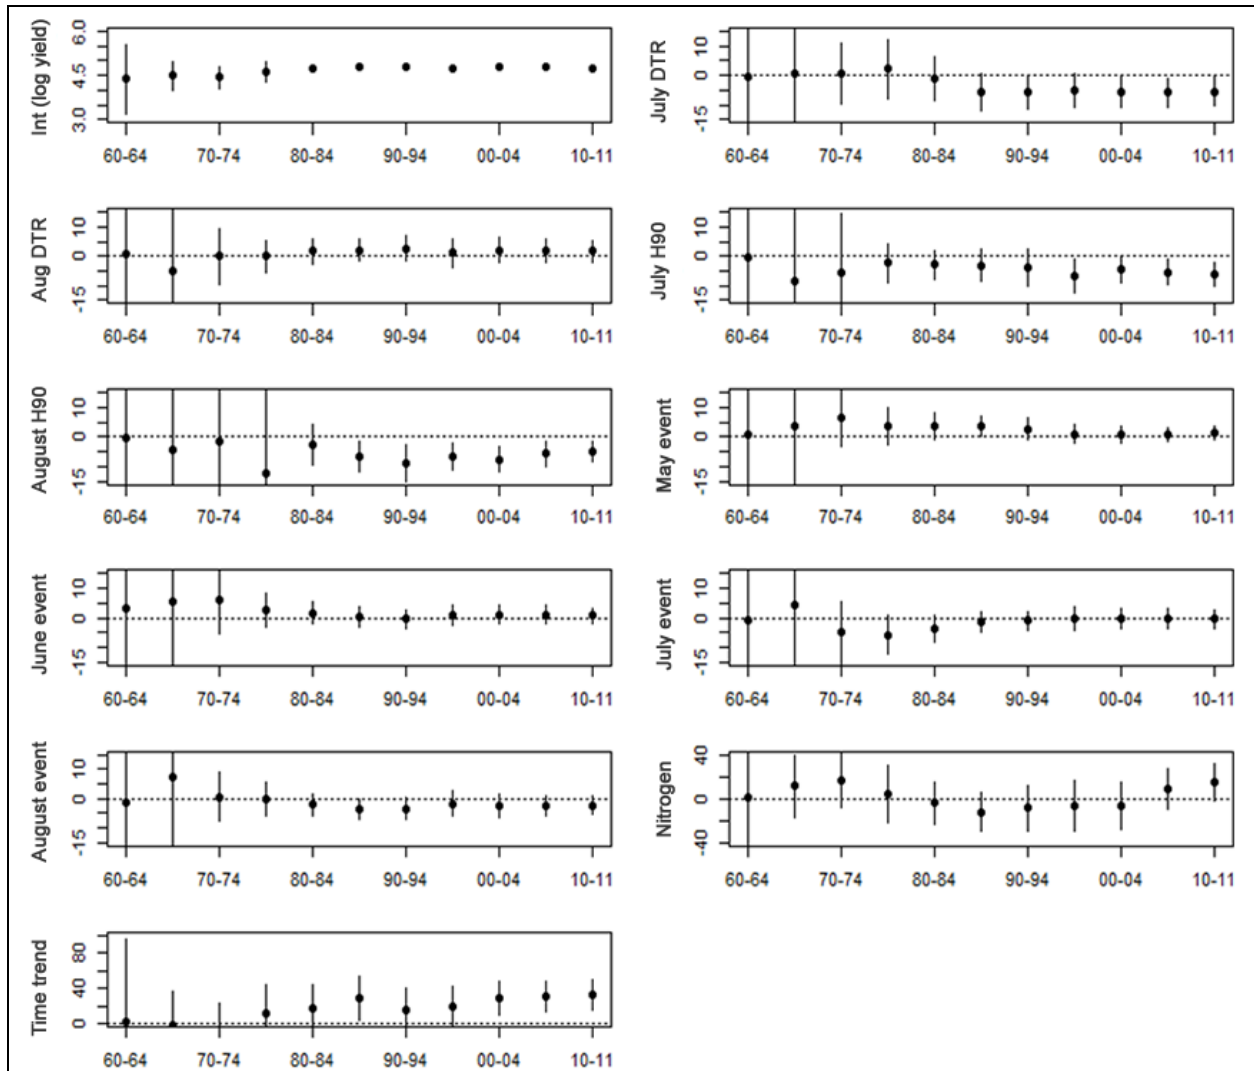 Int (log yield)
6.0
4.5
3.0
60-64 70-74 80-84 90-94 00-04 10-11
July DTR
10
0
-15
60-64 70-74 80-84 90-94 00-04 10-11
Aug DTR
10
0
-15
60-64 70-74 80-84 90-94 00-04 10-11
July H90
10
0
-15
60-64 70-74 80-84 90-94 00-04 10-11
August H90
10
0
-15
60-64 70-74 80-84 90-94 00-04 10-11
May event
10
0
-15
60-64 70-74 80-84 90-94 00-04 10-11
June event
10
0
-15
60-64 70-74 80-84 90-94 00-04 10-11
July event
10
0
-15
60-64 70-74 80-84 90-94 00-04 10-11
August event
10
0
-15
60-64 70-74 80-84 90-94 00-04 10-11
Nitrogen
40
0
-40
60-64 70-74 80-84 90-94 00-04 10-11
Time trend
80
40
0
60-64 70-74 80-84 90-94 00-04 10-11